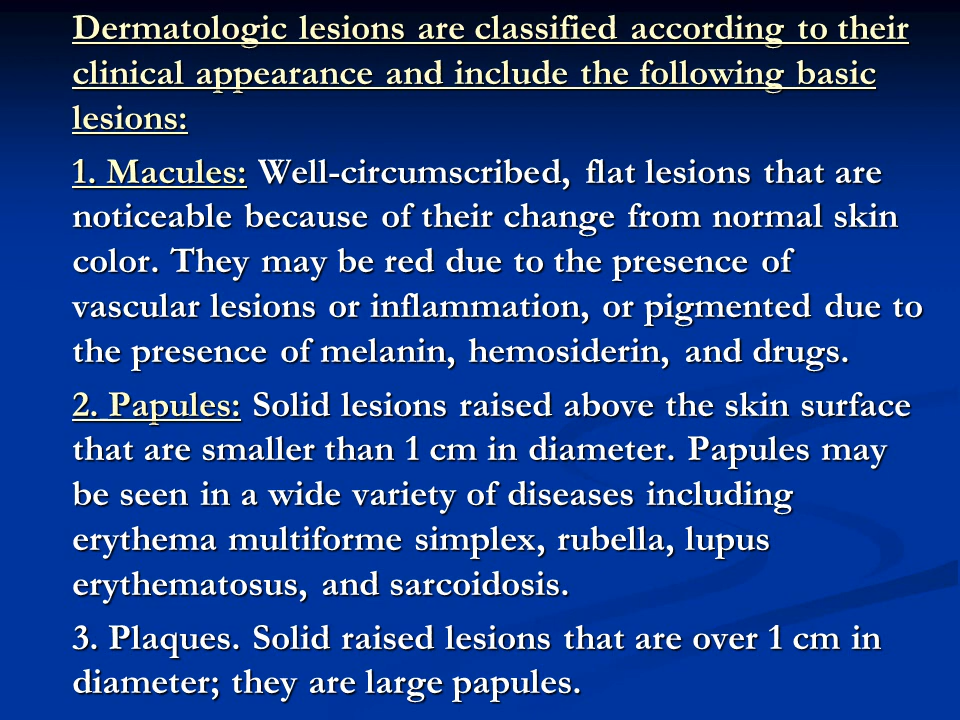 Dermatologic lesions are classified according to their
clinical appearance and include the following basic
lesions:
1. Macules: Well-circumscribed, flat lesions that are
noticeable because of their change from normal skin
color. They may be red due to the presence of
vascular lesions or inflammation, or pigmented due to
the presence of melanin, hemosiderin, and drugs.
2. Papules: Solid lesions raised above the skin surface
that are smaller than 1 cm in diameter. Papules may
be seen in a wide variety of diseases including
erythema multiforme simplex, rubella, lupus
erythematosus, and sarcoidosis.
3. Plaques. Solid raised lesions that are over 1 cm in
diameter; they are large papules.